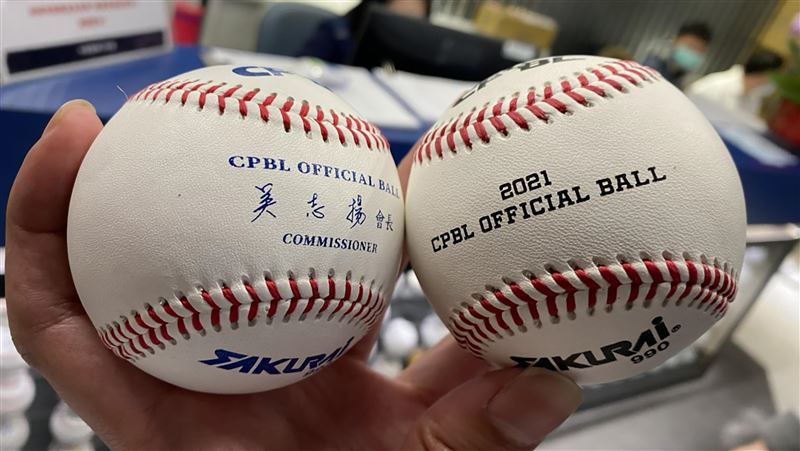 CPBL OFFICIAL BALL
吳志揚會長
COMMISSIONER
SAKURAI
2021
CPBL OFFICIAL BALL
SAKURAI®
990